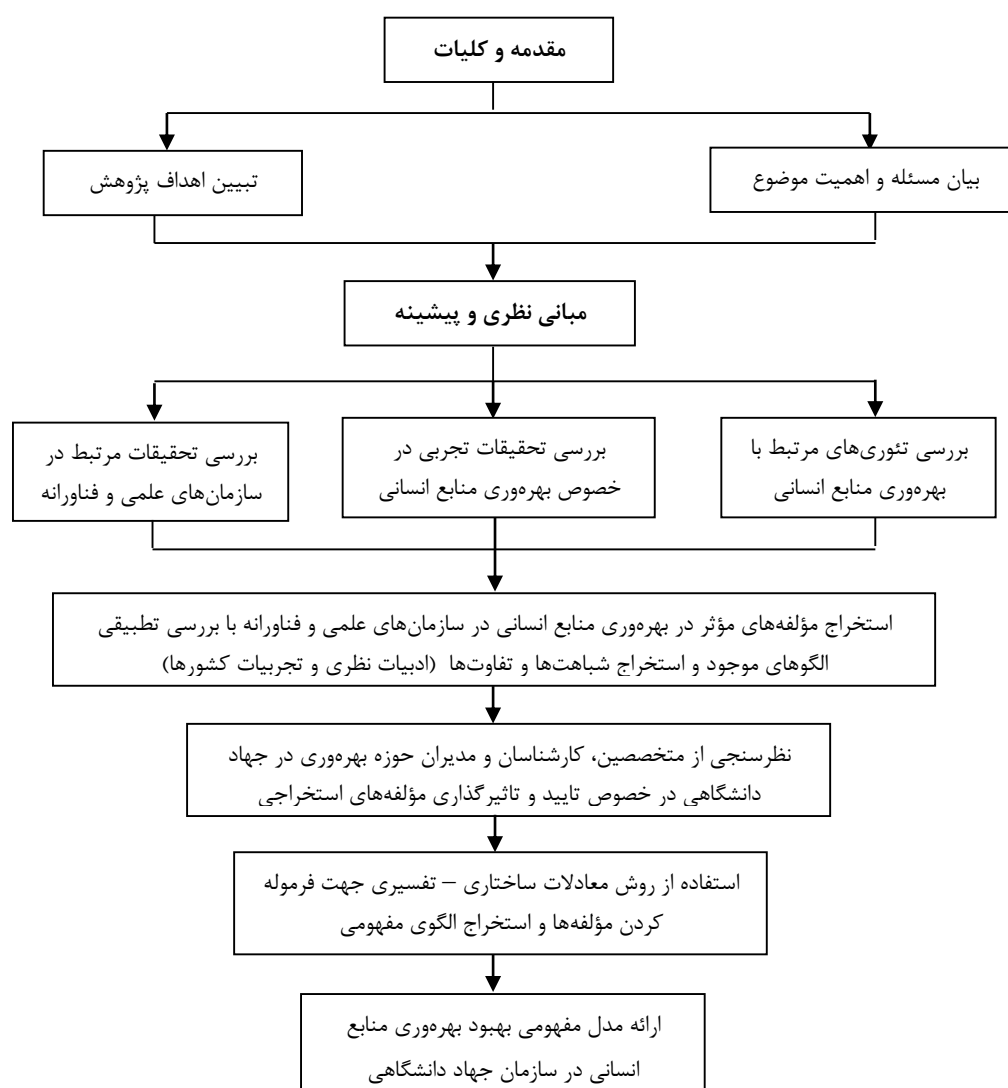 مقدمه و کلیات
بیان مسئله و اهمیت موضوع
تبیین اهداف پژوهش
مبانی نظری و پیشینه
بررسی تئوری‌های مرتبط با
بهره‌وری منابع انسانی
بررسی تحقیقات تجربی در
خصوص بهره‌وری منابع انسانی
بررسی تحقیقات مرتبط در
سازمان‌های علمی و فناورانه
استخراج مؤلفه‌های مؤثر در بهره‌وری منابع انسانی در سازمان‌های علمی و فناورانه با بررسی تطبیقی
الگوهای موجود و استخراج شباهت‌ها و تفاوت‌ها (ادبیات نظری و تجربیات کشورها)
نظرسنجی از متخصصین، کارشناسان و مدیران حوزه بهره‌وری در جهاد
دانشگاهی در خصوص تایید و تاثیرگذاری مؤلفه‌های استخراجی
استفاده از روش معادلات ساختاری – تفسیری جهت فرموله
کردن مؤلفه‌ها و استخراج الگوی مفهومی
ارائه مدل مفهومی بهبود بهره‌وری منابع
انسانی در سازمان جهاد دانشگاهی